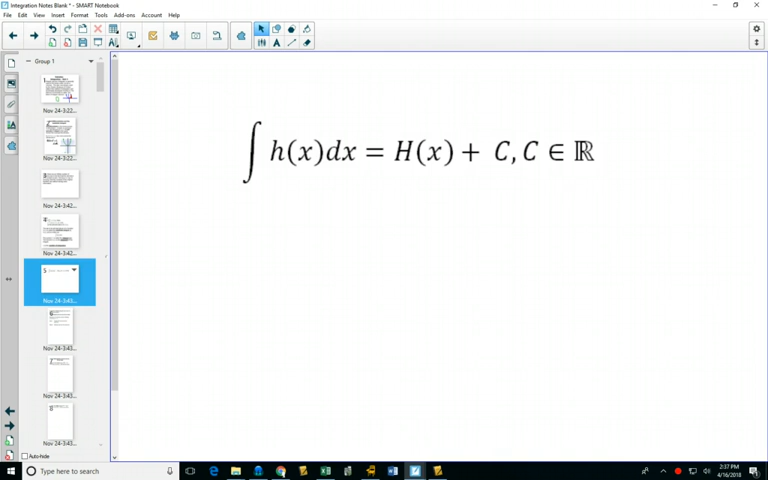 Integration Notes Blank * - SMART Notebook
File Edit View Insert Format Tools Add-ons Account Help
Group 1
Nov 24-3:22...
Nov 24-3:22...
Nov 24-3:42...
Nov 24-3:42...
5
Nov 24-3:43...
Nov 24-3:43...
Nov 24-3:43...
Nov 24-3:43...
Auto-hide
∫ h(x)dx = H(x) + C, C ∈ ℝ
Type here to search
2:37 PM
4/16/2018